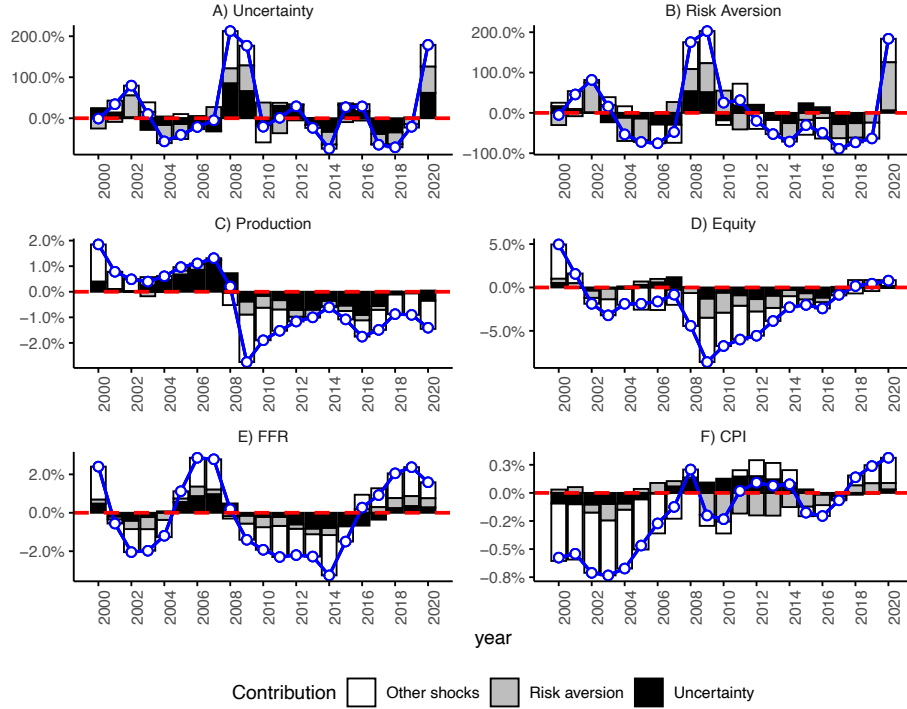 A) Uncertainty
200.0%
100.0%
0.0%
2000 2002 2004 2006 2008 2010 2012 2014 2016 2018 2020
B) Risk Aversion
200.0%
100.0%
0.0%
−100.0%
2000 2002 2004 2006 2008 2010 2012 2014 2016 2018 2020
C) Production
2.0%
1.0%
0.0%
−1.0%
−2.0%
2000 2002 2004 2006 2008 2010 2012 2014 2016 2018 2020
D) Equity
5.0%
0.0%
−5.0%
2000 2002 2004 2006 2008 2010 2012 2014 2016 2018 2020
E) FFR
2.0%
0.0%
−2.0%
2000 2002 2004 2006 2008 2010 2012 2014 2016 2018 2020
F) CPI
0.3%
0.0%
−0.2%
−0.5%
−0.8%
2000 2002 2004 2006 2008 2010 2012 2014 2016 2018 2020
year
Contribution Other shocks Risk aversion Uncertainty